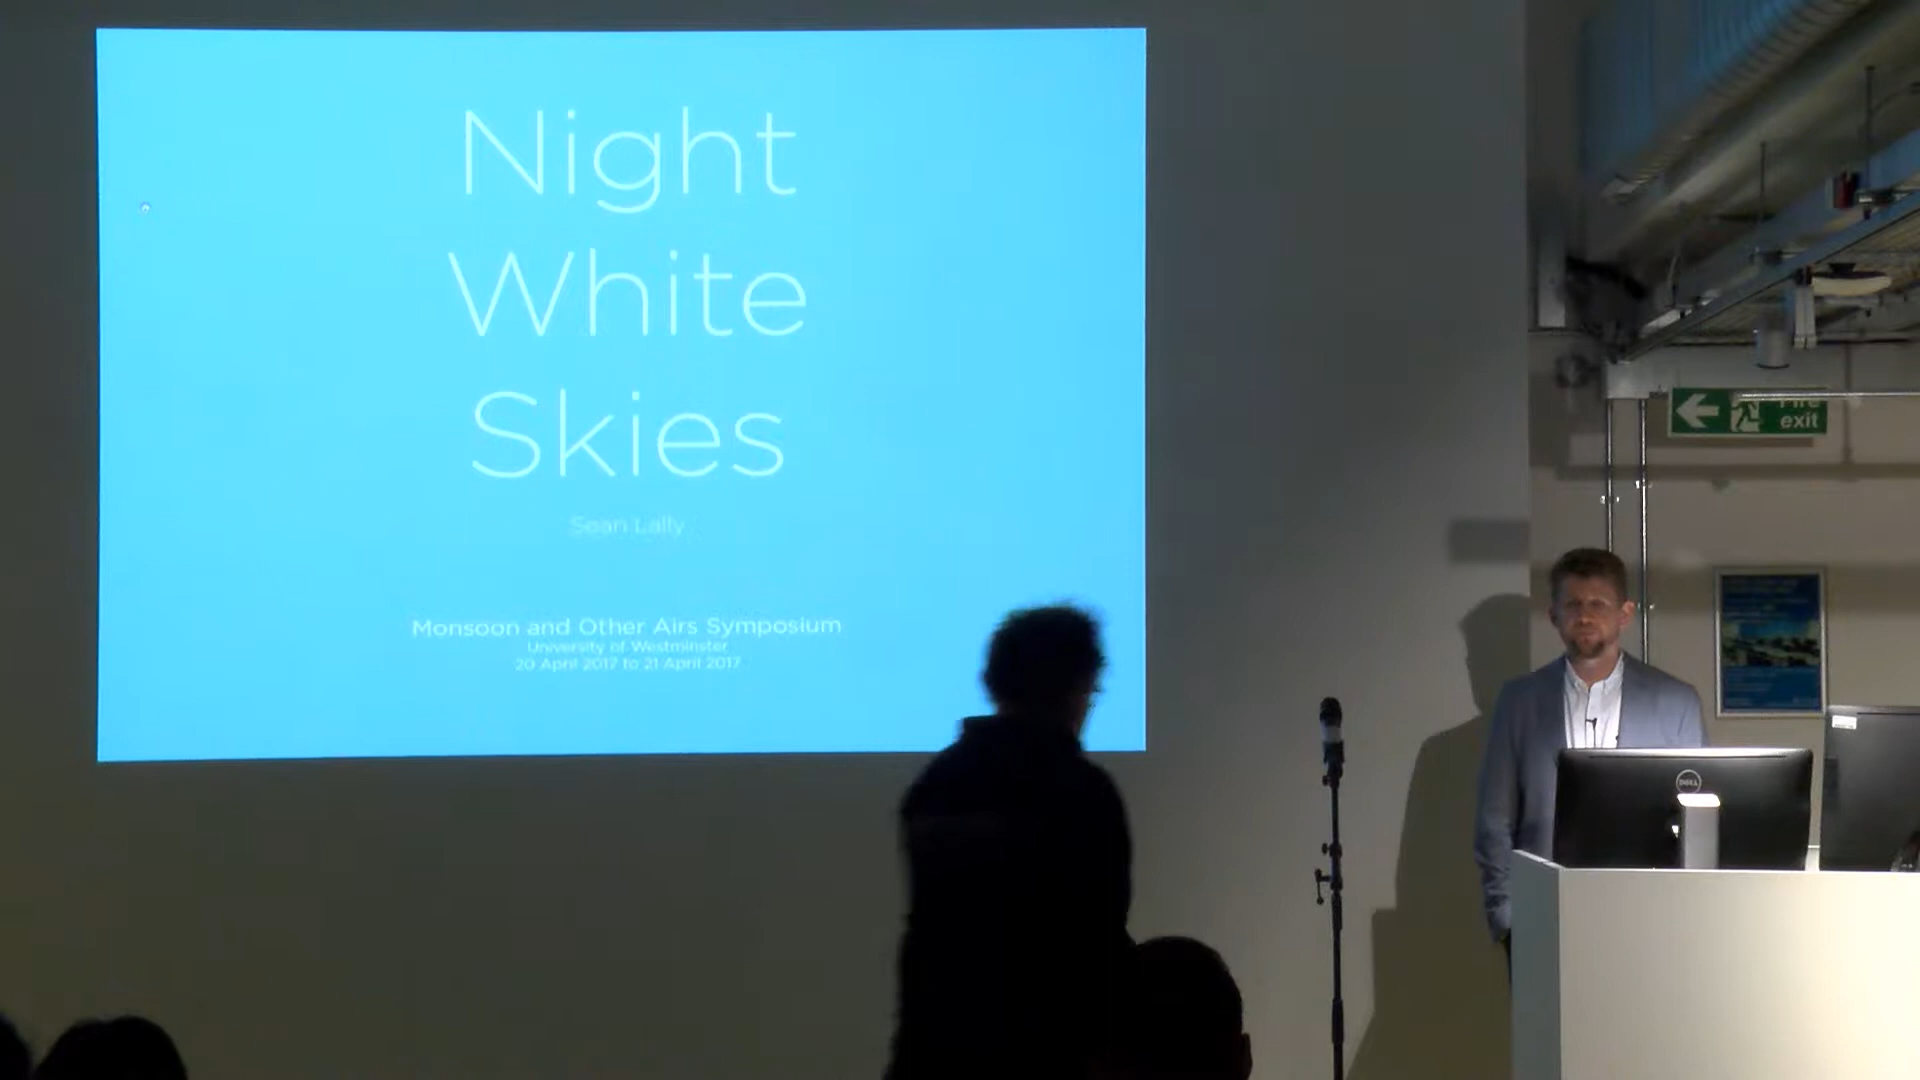 Night
White
Skies
Sean Lally
Monsoon and Other Airs Symposium
University of Westminster
20 April 2017 to 21 April 2017
Fire
exit
DELL